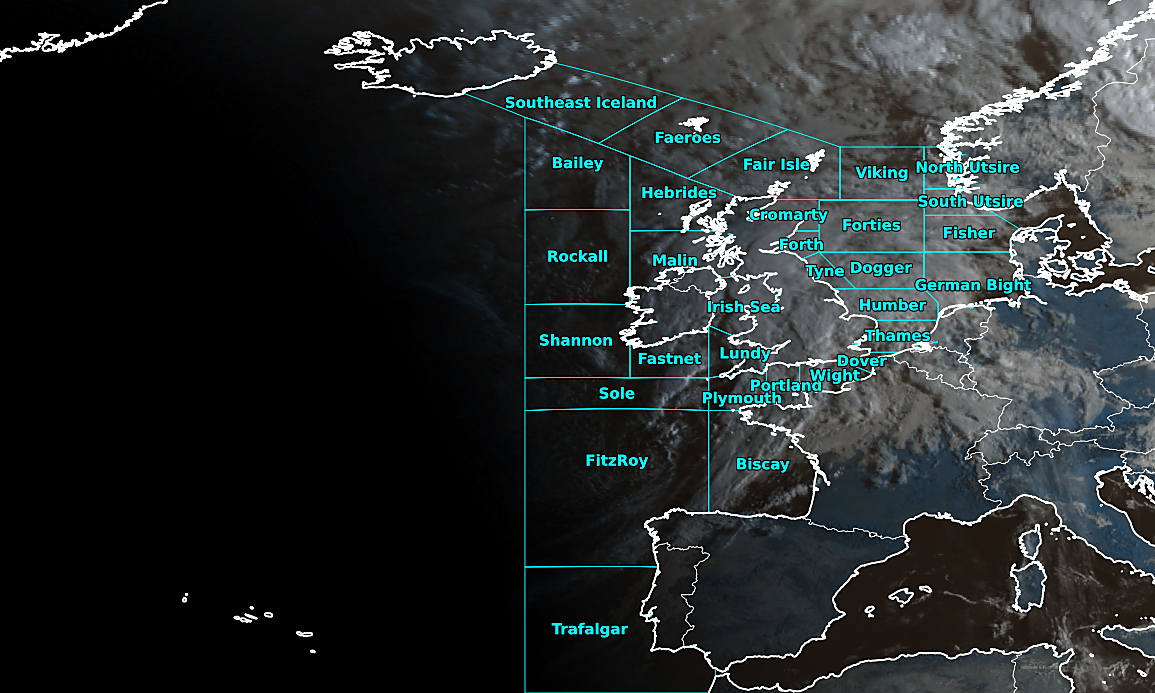 Southeast Iceland
Faeroes
Bailey
Fair Isle
Viking
North Utsire
Hebrides
South Utsire
Cromarty
Forties
Fisher
Forth
Rockall
Malin
Tyne
Dogger
German Bight
Irish Sea
Humber
Thames
Shannon
Fastnet
Lundy
Dover
Wight
Portland
Sole
Plymouth
FitzRoy
Biscay
Trafalgar